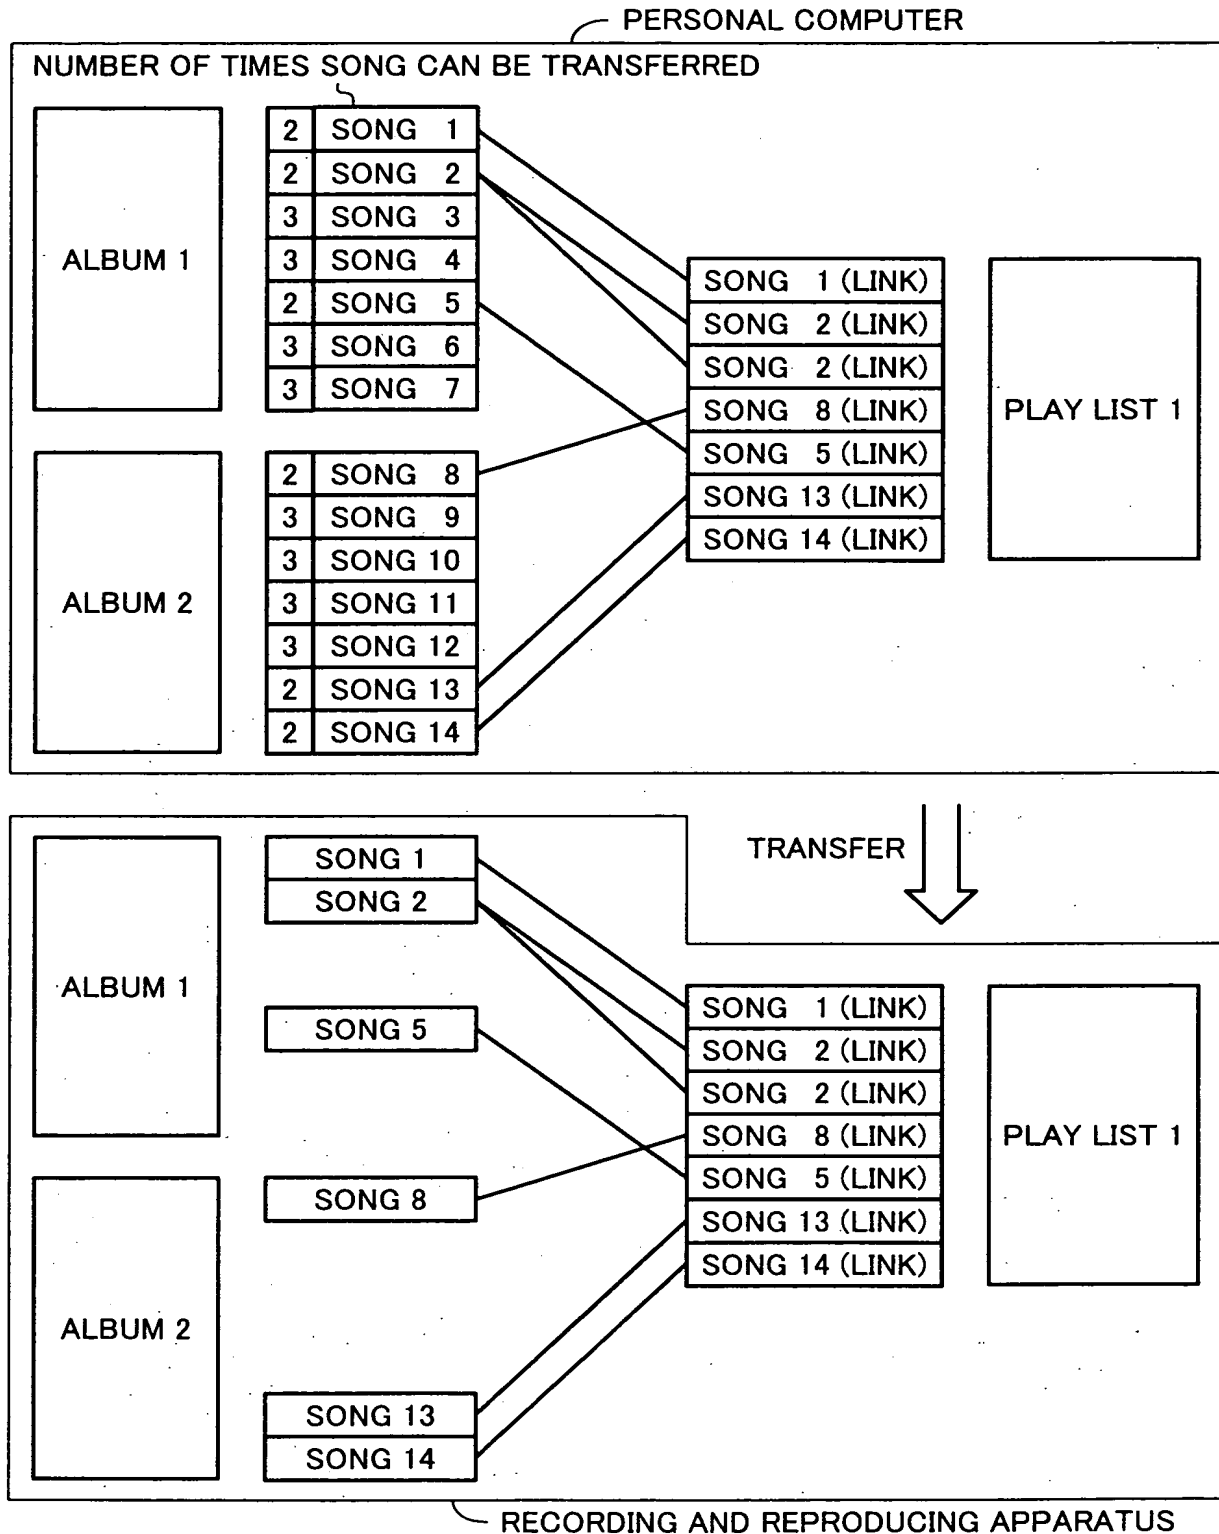 PERSONAL COMPUTER
NUMBER OF TIMES SONG CAN BE TRANSFERRED
ALBUM 1
2 SONG 1
2 SONG 2
3 SONG 3
3 SONG 4
2 SONG 5
3 SONG 6
3 SONG 7
ALBUM 2
2 SONG 8
3 SONG 9
3 SONG 10
3 SONG 11
3 SONG 12
2 SONG 13
2 SONG 14
SONG 1 (LINK)
SONG 2 (LINK)
SONG 2 (LINK)
SONG 8 (LINK)
SONG 5 (LINK)
SONG 13 (LINK)
SONG 14 (LINK)
PLAY LIST 1
TRANSFER
ALBUM 1
SONG 1
SONG 2
SONG 5
ALBUM 2
SONG 8
SONG 13
SONG 14
SONG 1 (LINK)
SONG 2 (LINK)
SONG 2 (LINK)
SONG 8 (LINK)
SONG 5 (LINK)
SONG 13 (LINK)
SONG 14 (LINK)
PLAY LIST 1
RECORDING AND REPRODUCING APPARATUS